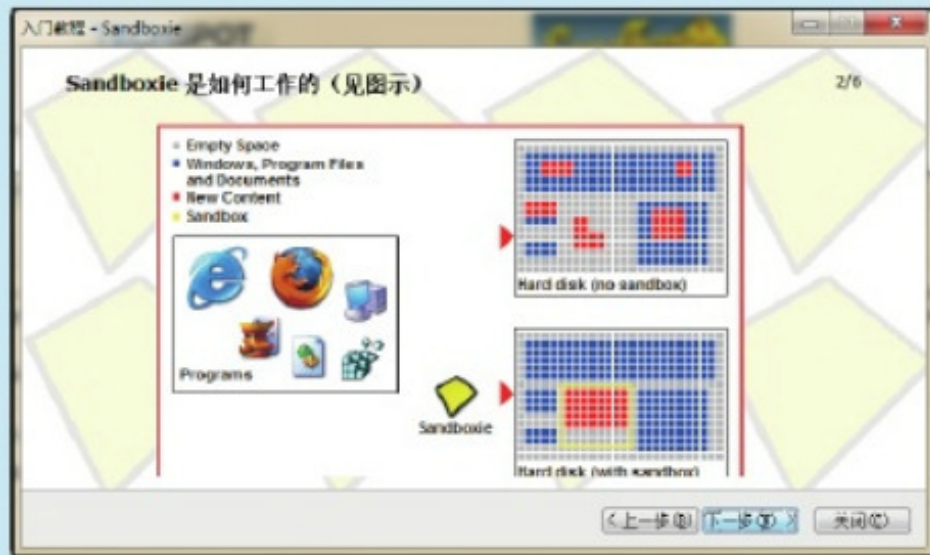 入门教程 - Sandboxie
Sandboxie 是如何工作的（见图示）
2/6
Empty Space
Windows, Program Files
and Documents
New Content
Sandbox
Programs
Sandboxie
Hard disk (no sandbox)
Hard disk (with sandbox)
<上一步(B)
下一步(N) >
关闭(C)